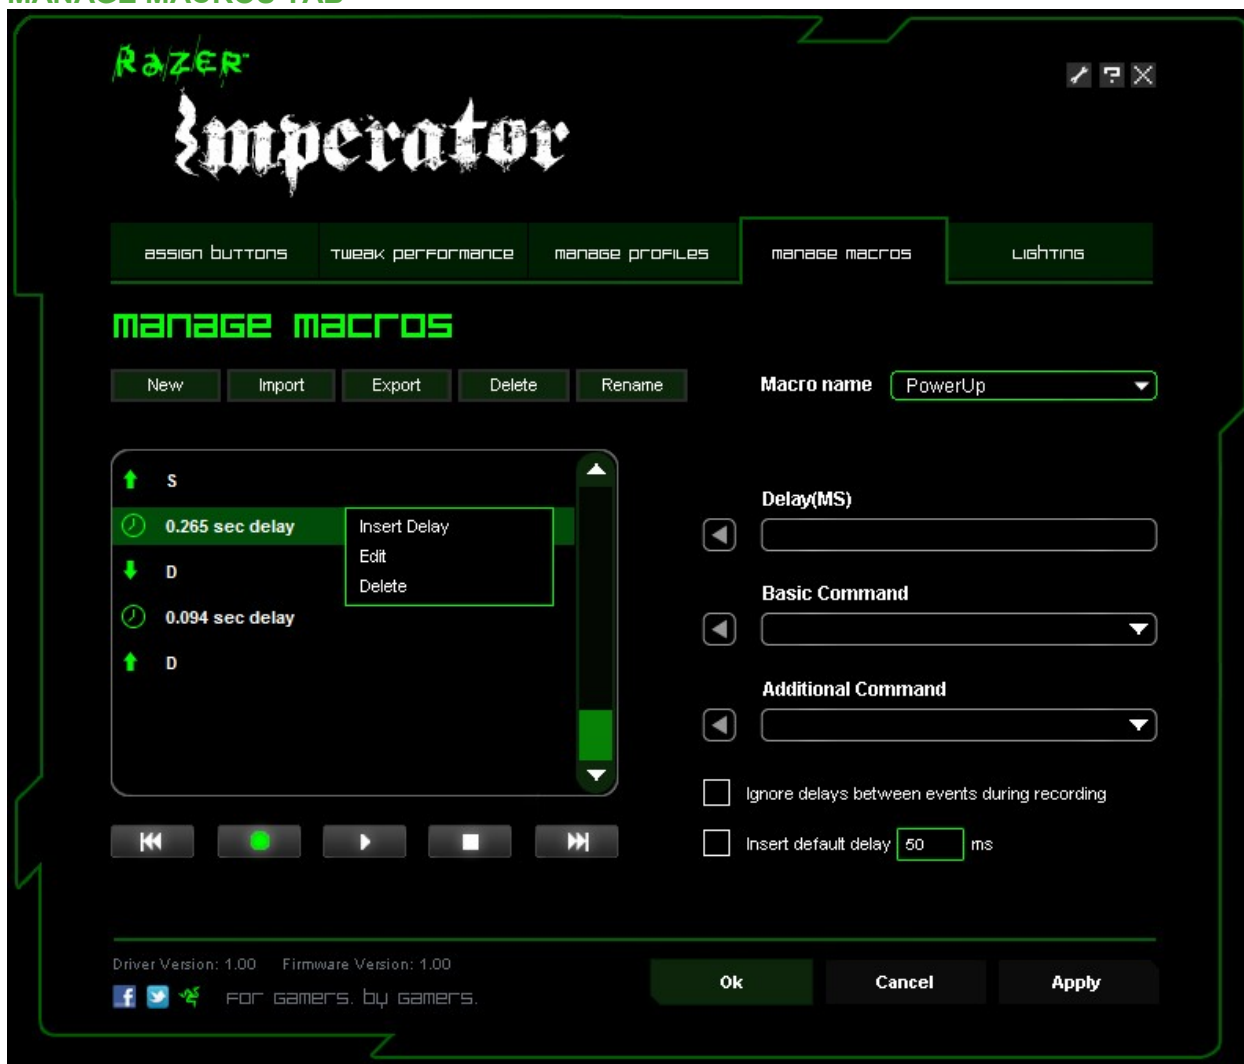 MANAGE MACROS TAB
RAZER™
Imperator
assign buttons
tweak performance
manage profiles
manage macros
Lighting
manage macros
New
Import
Export
Delete
Rename
Macro name
PowerUp
S
0.265 sec delay
Insert Delay
Edit
Delete
D
0.094 sec delay
D
Delay(MS)
Basic Command
Additional Command
Ignore delays between events during recording
Insert default delay 50 ms
Driver Version: 1.00 Firmware Version: 1.00
For gamers. by gamers.
Ok
Cancel
Apply